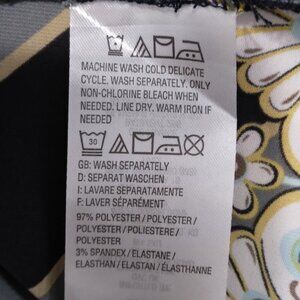 MACHINE WASH COLD DELICATE
CYCLE. WASH SEPARATELY. ONLY
NON-CHLORINE BLEACH WHEN
NEEDED. LINE DRY. WARM IRON IF
NEEDED
30
GB: WASH SEPARATELY
D: SEPARAT WASCHEN
I: LAVARE SEPARATAMENTE
F: LAVER SÉPARÉMENT
97% POLYESTER / POLYESTER /
POLYESTER / POLIESTERE /
POLYESTER
3% SPANDEX / ELASTANE /
ELASTHAN / ELASTAN / ÉLASTHANNE